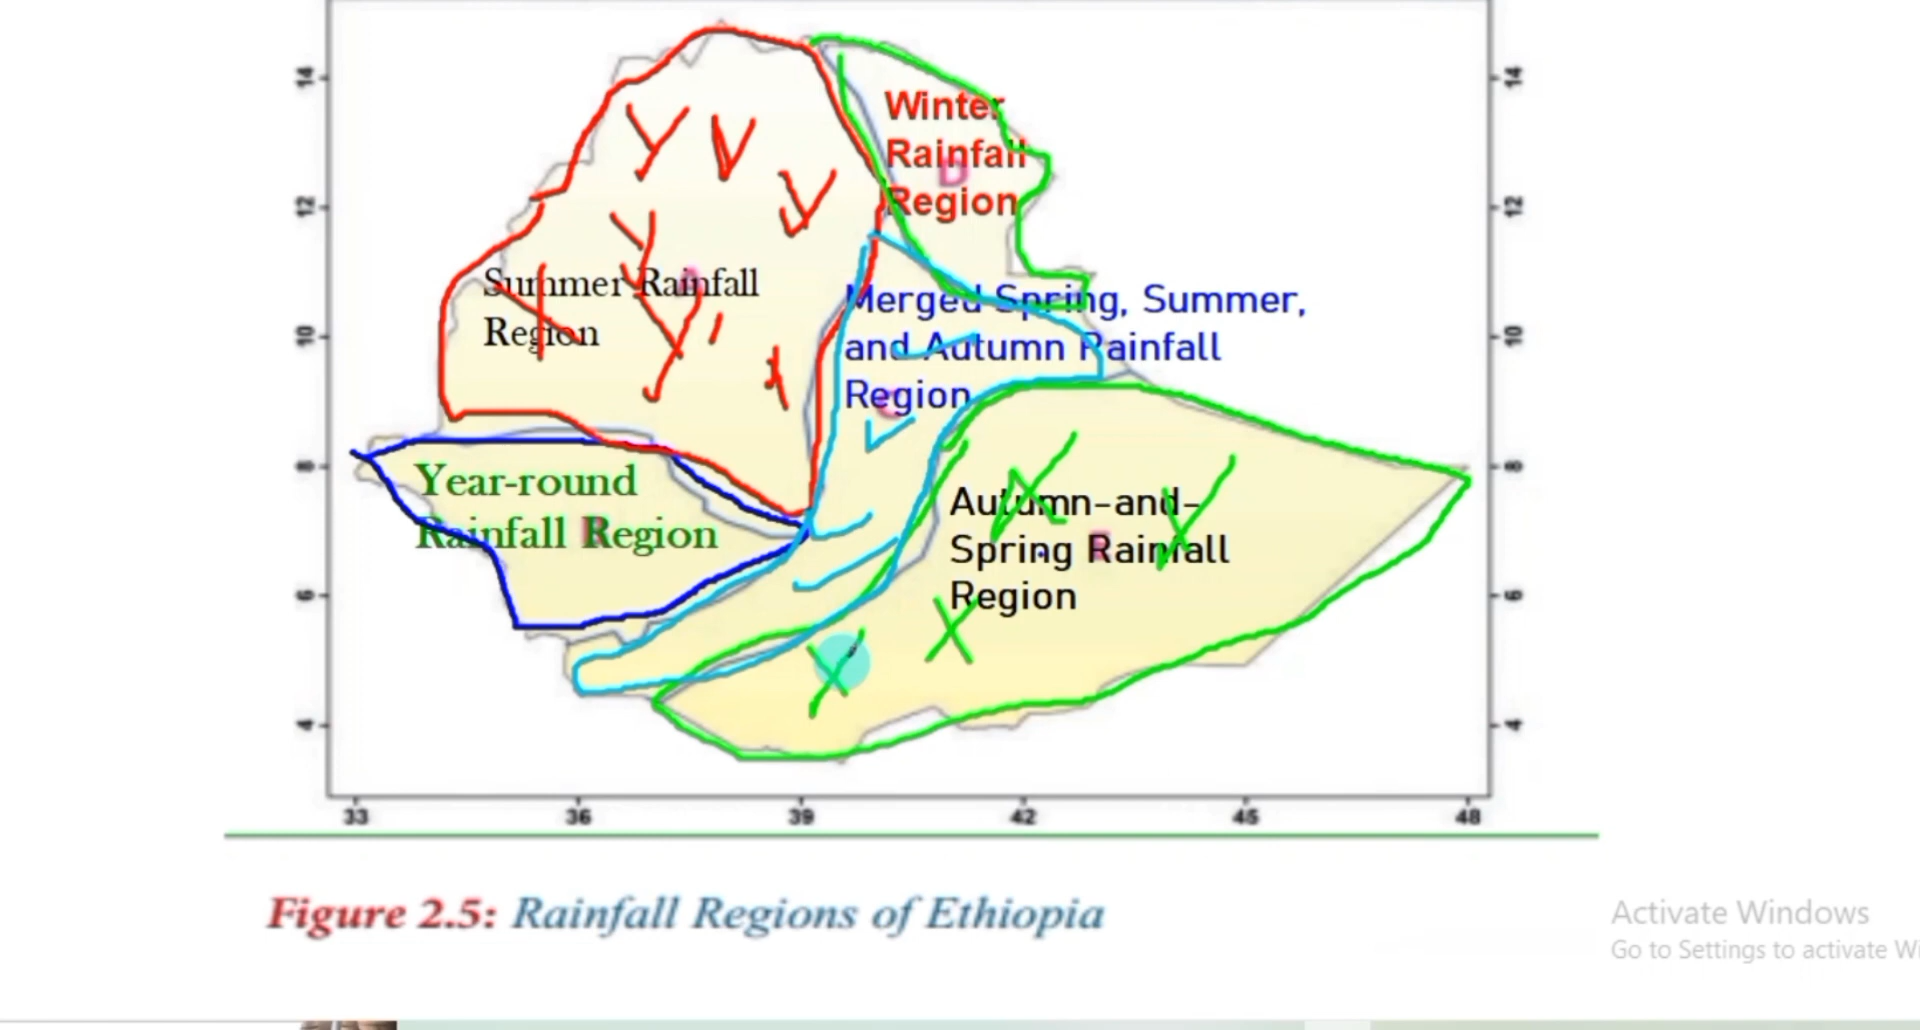 14
14
Winter
Rainfall
D
Region
12
12
Summer Rainfall
A
Region
Merged Spring, Summer,
and Autumn Rainfall
Region
C
10
10
8
8
Year-round
Rainfall Region
B
Autumn-and-
Spring Rainfall
E
Region
6
6
4
4
33 36 39 42 45 48
Figure 2.5: Rainfall Regions of Ethiopia
Activate Windows
Go to Settings to activate Wi